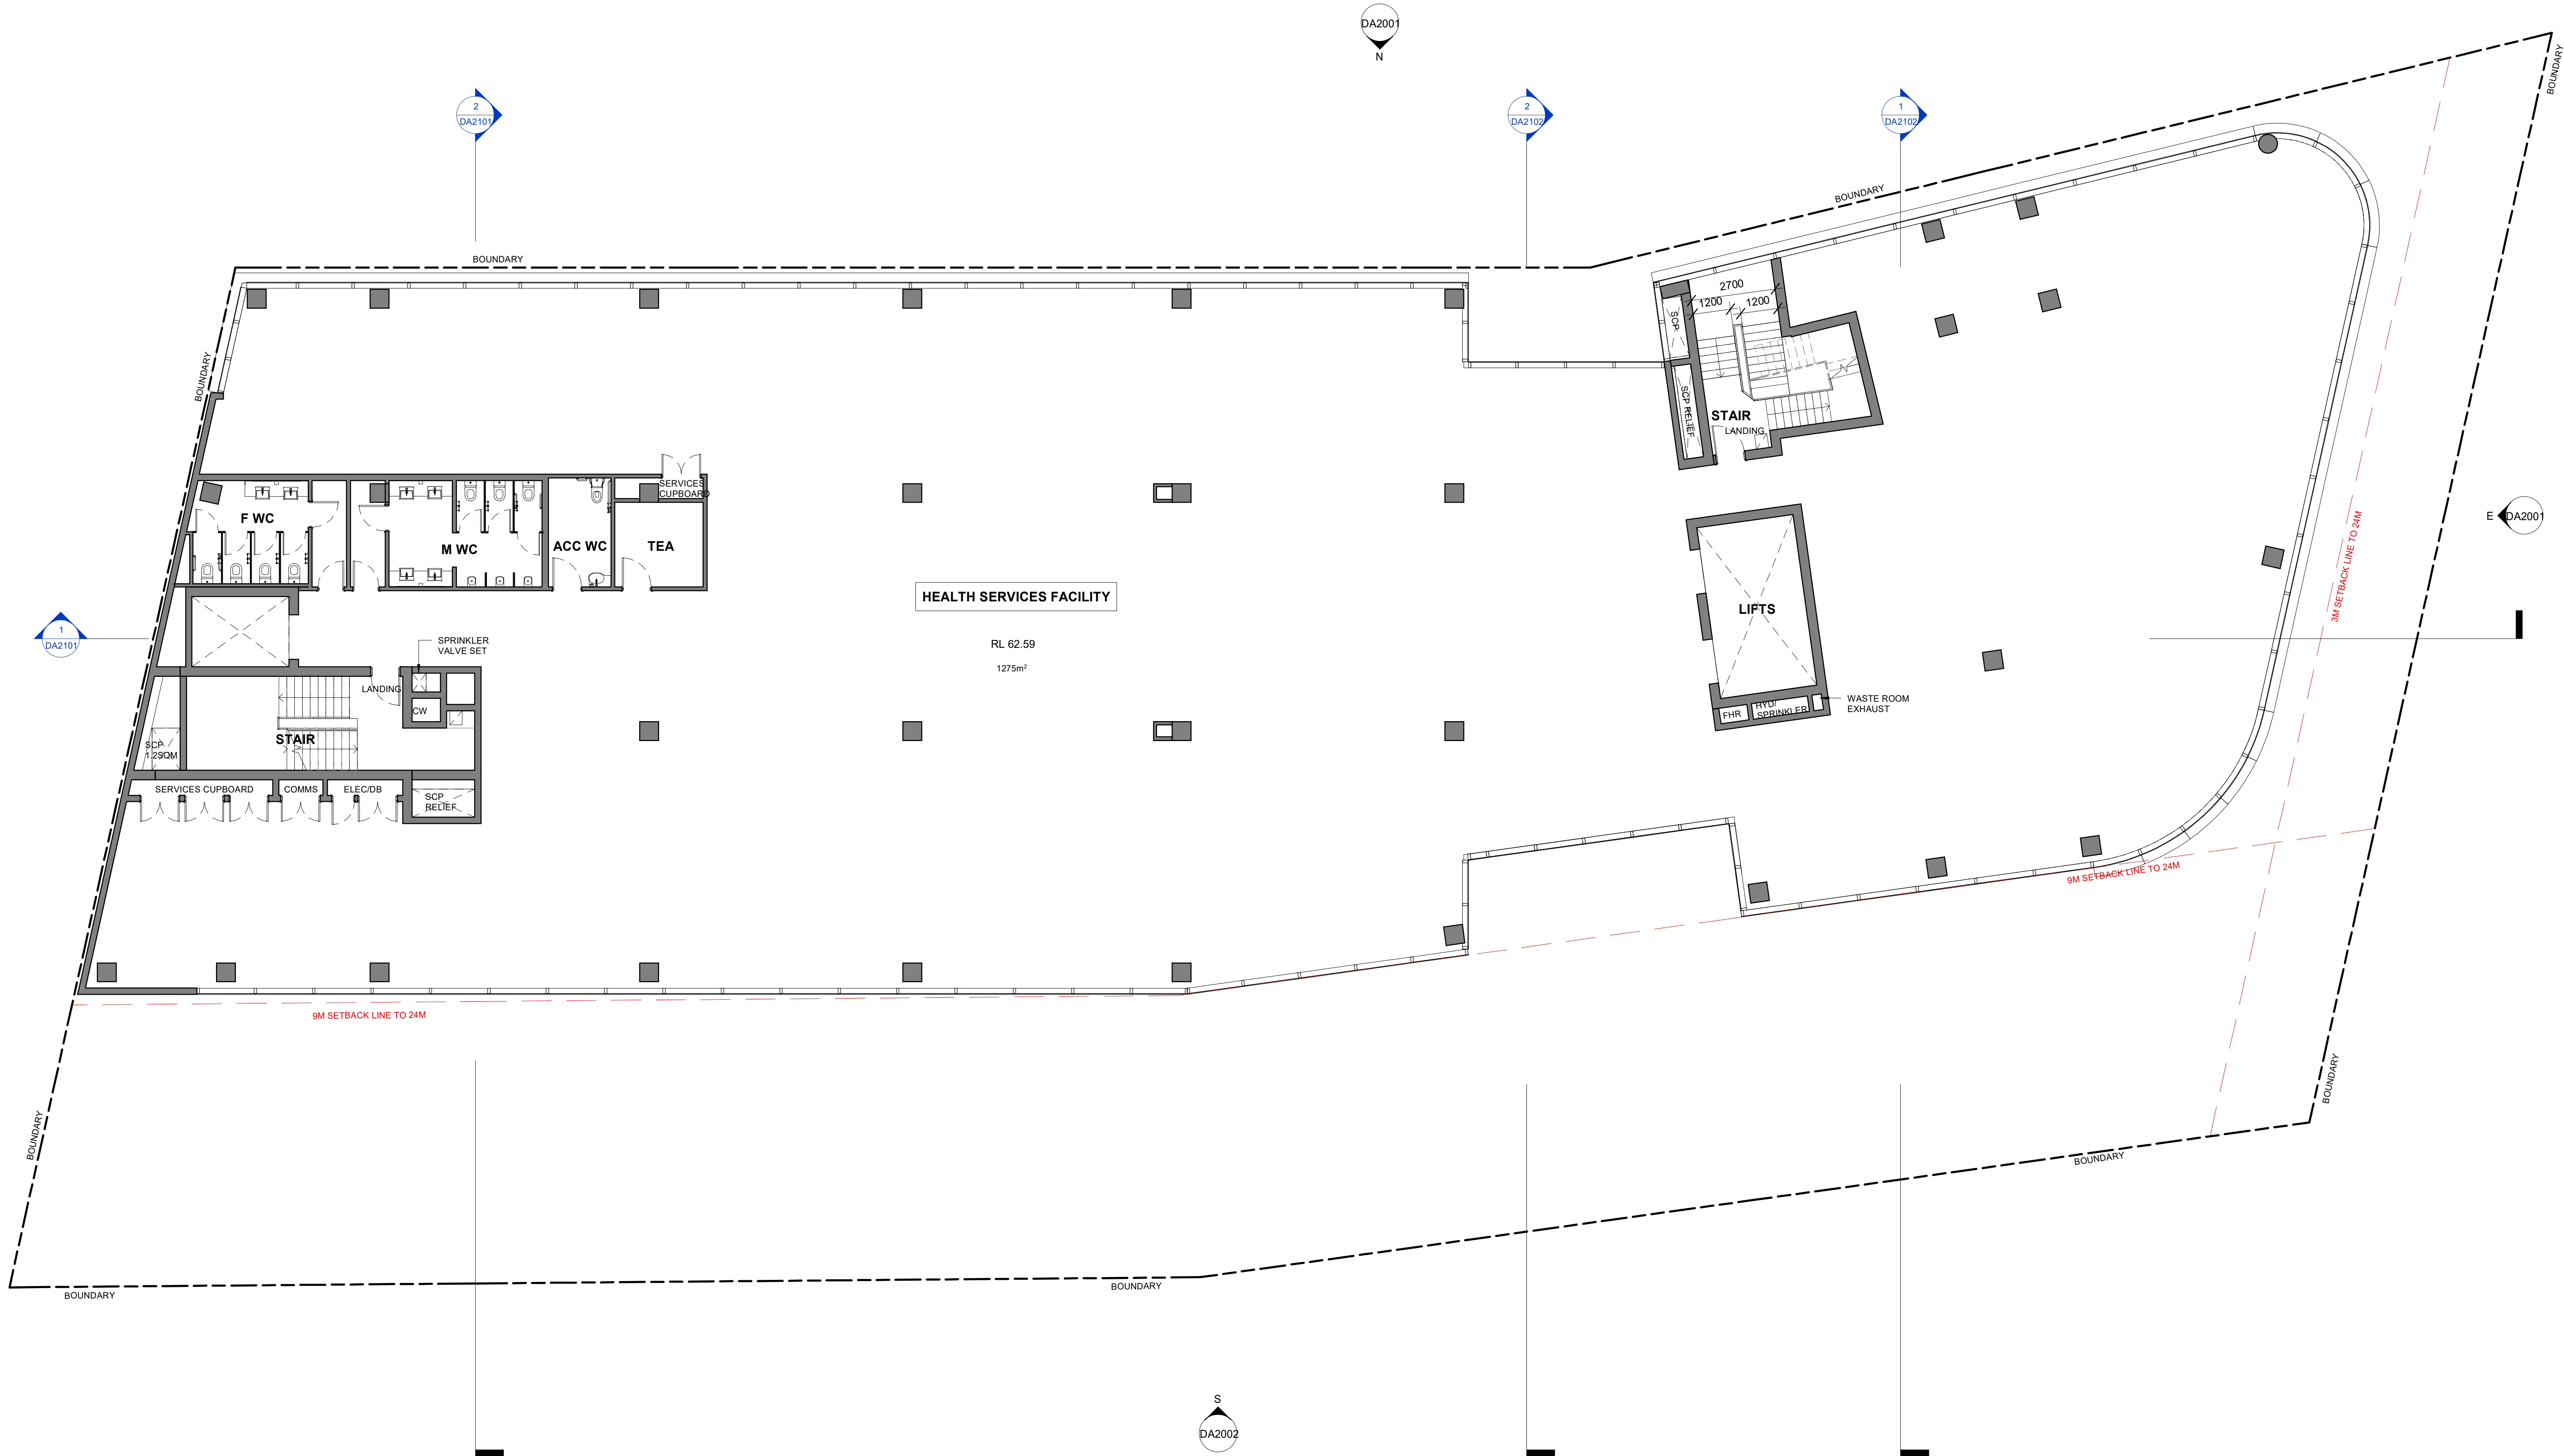 DA2001
N
2
DA2101
2
DA2102
1
DA2102
BOUNDARY
BOUNDARY
BOUNDARY
BOUNDARY
2700
1200
1200
SCP
SCP RELIEF
STAIR
LANDING
SERVICES
CUPBOARD
F WC
M WC
ACC WC
TEA
E
DA2001
3M SETBACK LINE TO 24M
HEALTH SERVICES FACILITY
LIFTS
1
DA2101
SPRINKLER
VALVE SET
RL 62.59
1275m²
LANDING
CW
WASTE ROOM
EXHAUST
FHR
HYD/
SPRINKLER
STAIR
SCP
1.2SQM
SERVICES CUPBOARD
COMMS
ELEC/DB
SCP
RELIEF
9M SETBACK LINE TO 24M
9M SETBACK LINE TO 24M
BOUNDARY
BOUNDARY
BOUNDARY
BOUNDARY
BOUNDARY
S
DA2002